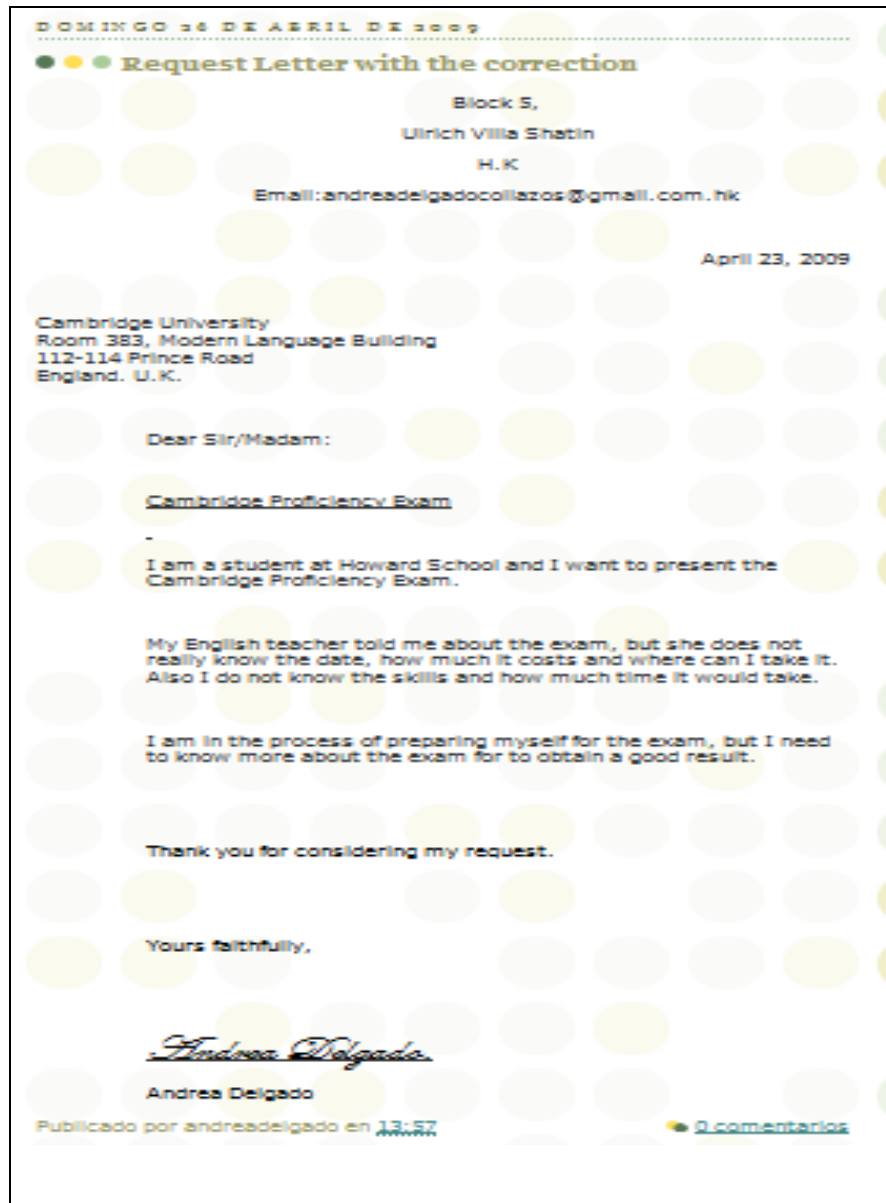 DOMINGO 26 DE ABRIL DE 2009
Request Letter with the correction
Block 5,
Ulrich Villa Shatin
H.K
Email:andreadelgadocollazos@gmail.com.hk
April 23, 2009
Cambridge University
Room 383, Modern Language Building
112-114 Prince Road
England. U.K.
Dear Sir/Madam:
Cambridge Proficiency Exam
I am a student at Howard School and I want to present the
Cambridge Proficiency Exam.
My English teacher told me about the exam, but she does not
really know the date, how much it costs and where can I take it.
Also I do not know the skills and how much time it would take.
I am in the process of preparing myself for the exam, but I need
to know more about the exam for to obtain a good result.
Thank you for considering my request.
Yours faithfully,
Andrea Delgado.
Andrea Delgado
Publicado por andreadelgado en 13:57
0 comentarios